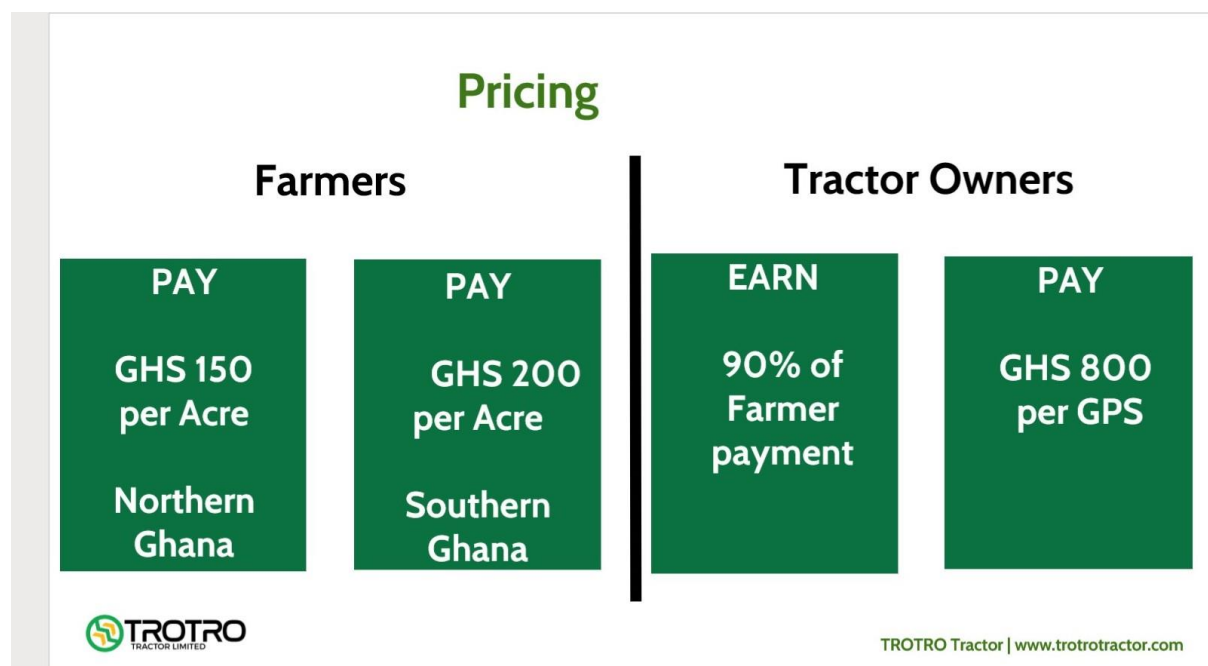 Pricing
Farmers
PAY
GHS 150
per Acre
Northern
Ghana
PAY
GHS 200
per Acre
Southern
Ghana
Tractor Owners
EARN
90% of
Farmer
payment
PAY
GHS 800
per GPS
TROTRO
TRACTOR LIMITED
TROTRO Tractor | www.trotrotractor.com